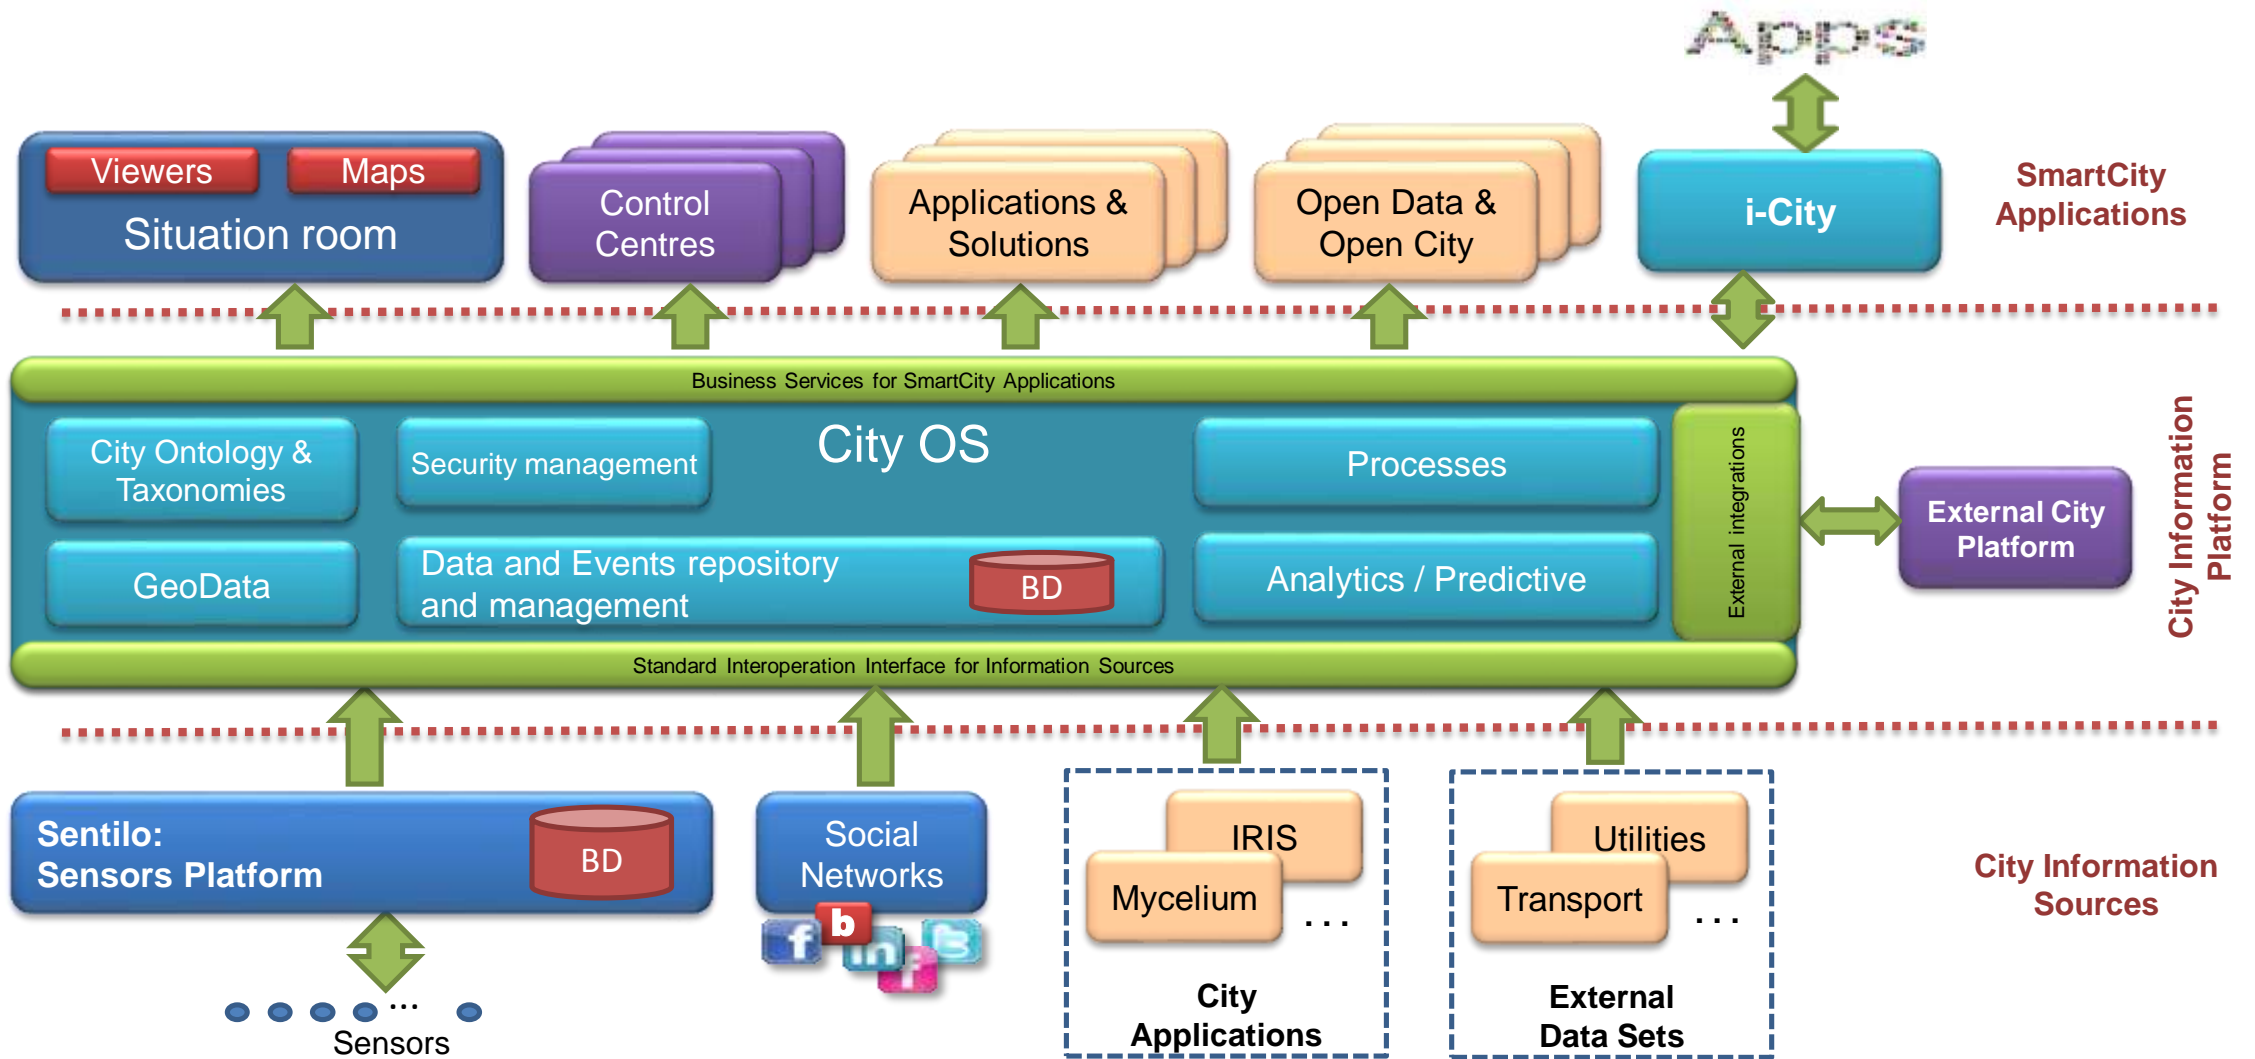 Apps
Viewers
Maps
Situation room
Control
Centres
Applications &
Solutions
Open Data &
Open City
i-City
SmartCity
Applications
Business Services for SmartCity Applications
City Ontology &
Taxonomies
Security management
City OS
Processes
GeoData
Data and Events repository
and management
BD
Analytics / Predictive
External integrations
External City
Platform
City Information
Platform
Standard Interoperation Interface for Information Sources
Sentilo:
Sensors Platform
BD
Social
Networks
f
b
in
f
t
IRIS
Mycelium
...
City
Applications
Utilities
Transport
...
External
Data Sets
City Information
Sources
...
Sensors